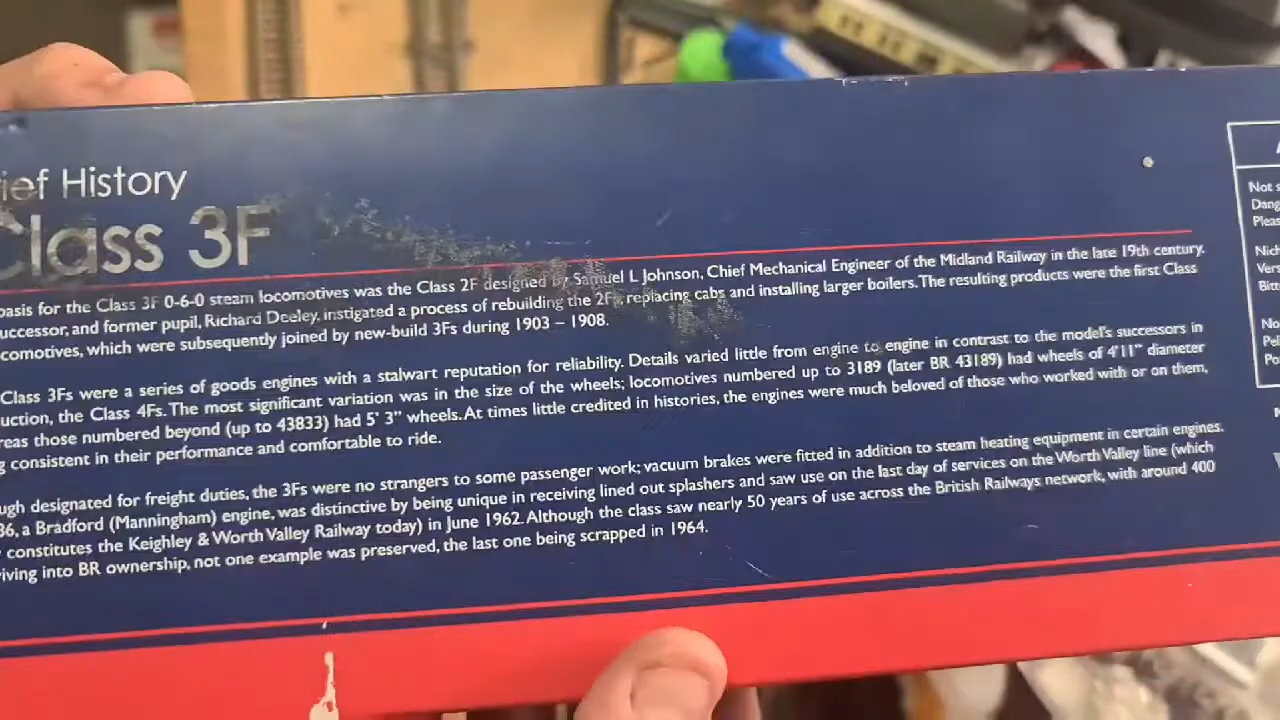 ief History
Class 3F
basis for the Class 3F 0-6-0 steam locomotives was the Class 2F designed by Samuel L Johnson, Chief Mechanical Engineer of the Midland Railway in the late 19th century.
uccessor, and former pupil, Richard Deeley, instigated a process of rebuilding the 2Fs, replacing cabs and installing larger boilers. The resulting products were the first Class
comotives, which were subsequently joined by new-build 3Fs during 1903 – 1908.
Class 3Fs were a series of goods engines with a stalwart reputation for reliability. Details varied little from engine to engine in contrast to the model's successors in
uction, the Class 4Fs. The most significant variation was in the size of the wheels; locomotives numbered up to 3189 (later BR 43189) had wheels of 4'11" diameter
reas those numbered beyond (up to 43833) had 5' 3" wheels. At times little credited in histories, the engines were much beloved of those who worked with or on them,
g consistent in their performance and comfortable to ride.
ugh designated for freight duties, the 3Fs were no strangers to some passenger work; vacuum brakes were fitted in addition to steam heating equipment in certain engines.
36, a Bradford (Manningham) engine, was distinctive by being unique in receiving lined out splashers and saw use on the last day of services on the Worth Valley line (which
constitutes the Keighley & Worth Valley Railway today) in June 1962. Although the class saw nearly 50 years of use across the British Railways network, with around 400
iving into BR ownership, not one example was preserved, the last one being scrapped in 1964.
Not s
Dang
Pleas
Nich
Vers
Bitt
No
Pel
Po